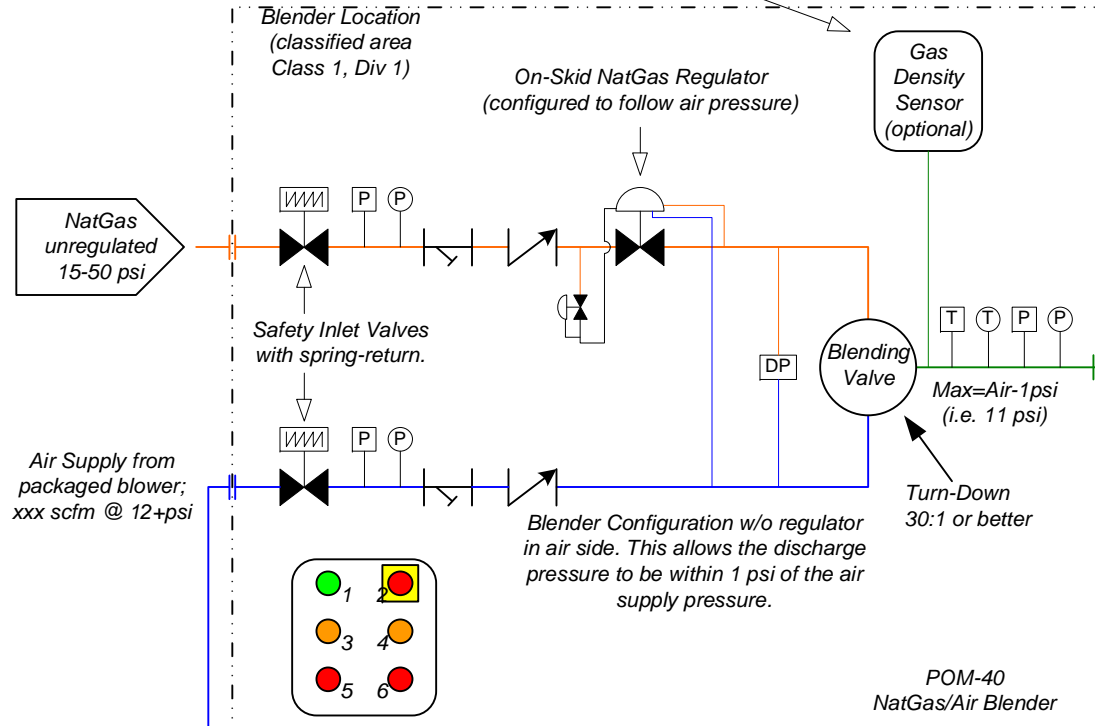 Blender Location
(classified area
Class 1, Div 1)
On-Skid NatGas Regulator
(configured to follow air pressure)
Gas
Density
Sensor
(optional)
NatGas
unregulated
15-50 psi
P
P
Safety Inlet Valves
with spring-return.
DP
Blending
Valve
T
T
P
P
Max=Air-1psi
(i.e. 11 psi)
P
P
Air Supply from
packaged blower;
xxx scfm @ 12+psi
Turn-Down
30:1 or better
Blender Configuration w/o regulator
in air side. This allows the discharge
pressure to be within 1 psi of the air
supply pressure.
1
2
3
4
5
6
POM-40
NatGas/Air Blender